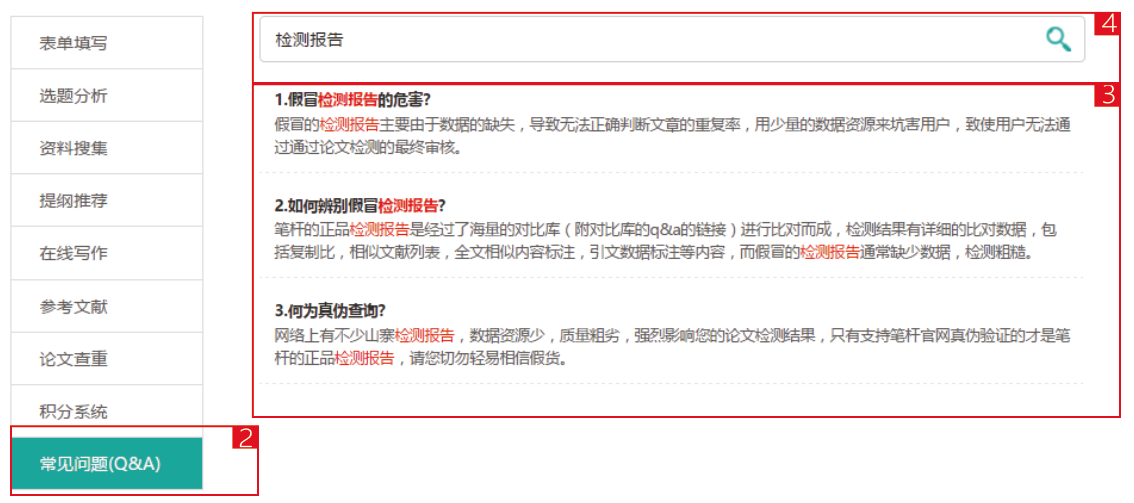 表单填写
选题分析
资料搜集
提纲推荐
在线写作
参考文献
论文查重
积分系统
2
常见问题(Q&A)
4
检测报告
3
1.假冒检测报告的危害?
假冒的检测报告主要由于数据的缺失，导致无法正确判断文章的重复率，用少量的数据资源来坑害用户，致使用户无法通
过通过论文检测的最终审核。
2.如何辨别假冒检测报告?
笔杆的正品检测报告是经过了海量的对比库（附对比库的q&a的链接）进行比对而成，检测结果有详细的比对数据，包
括复制比，相似文献列表，全文相似内容标注，引文数据标注等内容，而假冒的检测报告通常缺少数据，检测粗糙。
3.何为真伪查询?
网络上有不少山寨检测报告，数据资源少，质量粗劣，强烈影响您的论文检测结果，只有支持笔杆官网真伪验证的才是笔
杆的正品检测报告，请您切勿轻易相信假货。